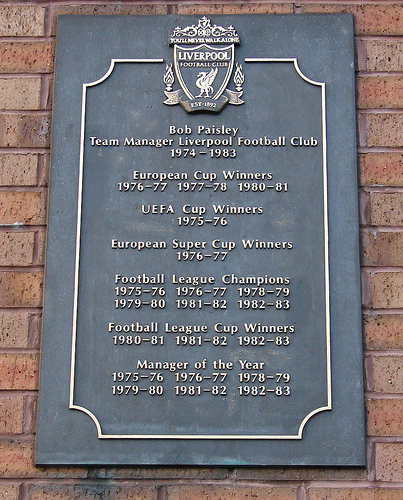 YOU'LL NEVER WALK ALONE
LIVERPOOL
FOOTBALL CLUB
EST·1892
Bob Paisley
Team Manager Liverpool Football Club
1974–1983
European Cup Winners
1976–77 1977–78 1980–81
UEFA Cup Winners
1975–76
European Super Cup Winners
1976–77
Football League Champions
1975–76 1976–77 1978–79
1979–80 1981–82 1982–83
Football League Cup Winners
1980–81 1981–82 1982–83
Manager of the Year
1975–76 1976–77 1978–79
1979–80 1981–82 1982–83